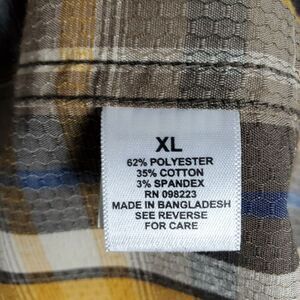 XL
62% POLYESTER
35% COTTON
3% SPANDEX
RN 098223
MADE IN BANGLADESH
SEE REVERSE
FOR CARE